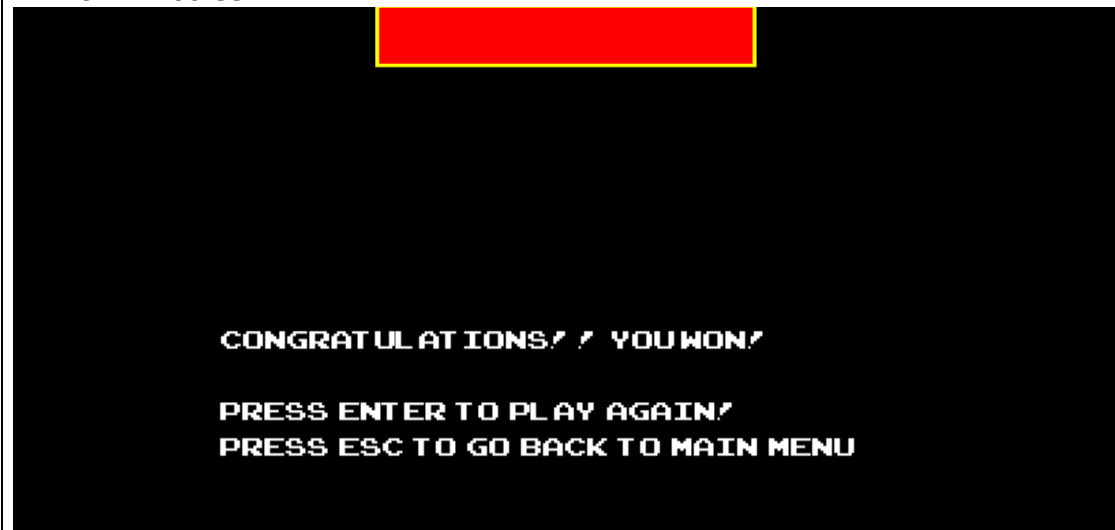 CONGRATULATIONS!! YOU WON!
PRESS ENTER TO PLAY AGAIN!
PRESS ESC TO GO BACK TO MAIN MENU